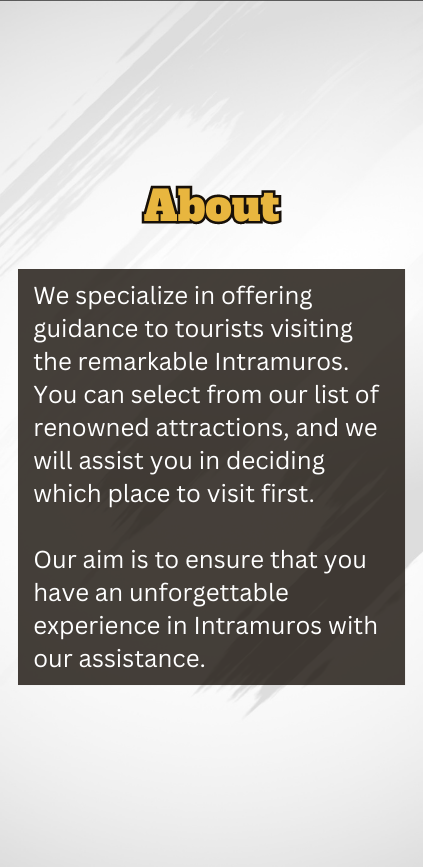 About
We specialize in offering
guidance to tourists visiting
the remarkable Intramuros.
You can select from our list of
renowned attractions, and we
will assist you in deciding
which place to visit first.
Our aim is to ensure that you
have an unforgettable
experience in Intramuros with
our assistance.